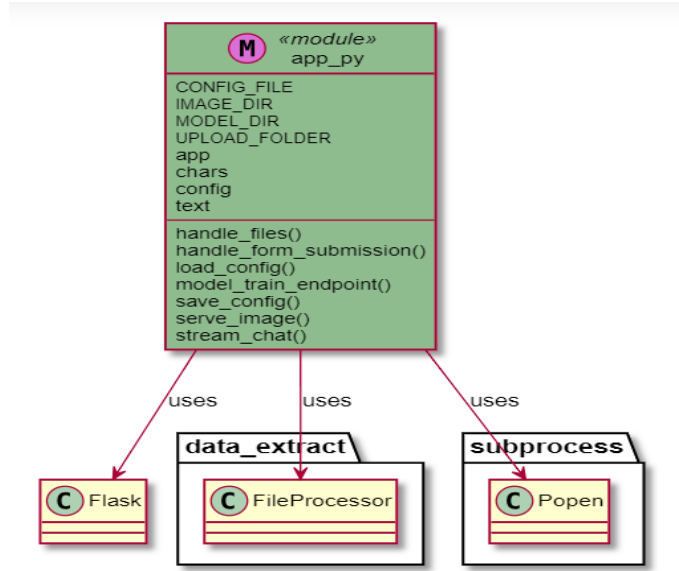 M «module»
app_py
CONFIG_FILE
IMAGE_DIR
MODEL_DIR
UPLOAD_FOLDER
app
chars
config
text
handle_files()
handle_form_submission()
load_config()
model_train_endpoint()
save_config()
serve_image()
stream_chat()
uses uses uses
data_extract subprocess
C Flask C FileProcessor C Popen